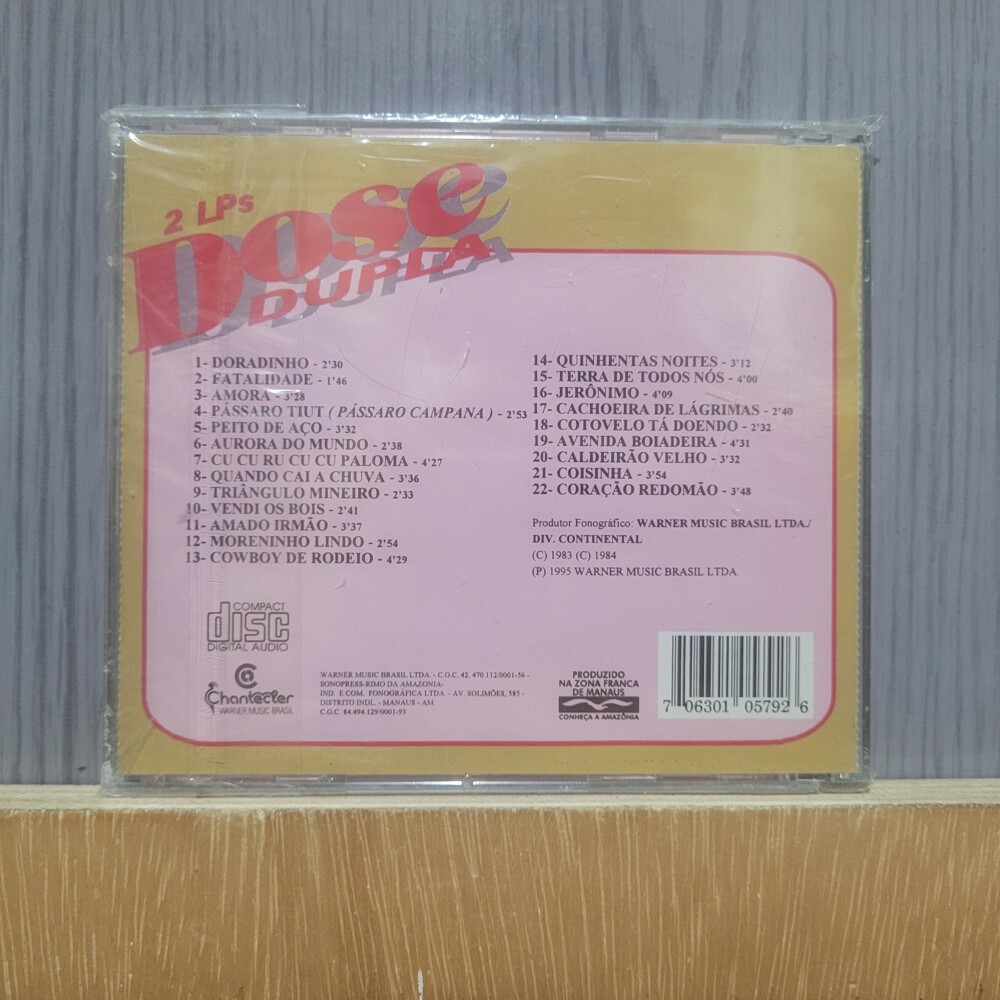 2 LPs
Dose
DUPLA
1- DORADINHO - 2'30
2- FATALIDADE - 1'46
3- AMORA - 3'28
4- PÁSSARO TIUT ( PÁSSARO CAMPANA ) - 2'53
5- PEITO DE AÇO - 3'32
6- AURORA DO MUNDO - 2'38
7- CU CU RU CU CU PALOMA - 4'27
8- QUANDO CAI A CHUVA - 3'36
9- TRIÂNGULO MINEIRO - 2'33
10- VENDI OS BOIS - 2'41
11- AMADO IRMÃO - 3'37
12- MORENINHO LINDO - 2'54
13- COWBOY DE RODEIO - 4'29
14- QUINHENTAS NOITES - 3'12
15- TERRA DE TODOS NÓS - 4'00
16- JERÔNIMO - 4'09
17- CACHOEIRA DE LÁGRIMAS - 2'40
18- COTOVELO TÁ DOENDO - 2'32
19- AVENIDA BOIADEIRA - 4'31
20- CALDEIRÃO VELHO - 3'32
21- COISINHA - 3'54
22- CORAÇÃO REDOMÃO - 3'48
Produtor Fonográfico: WARNER MUSIC BRASIL LTDA./
DIV. CONTINENTAL
(C) 1983 (C) 1984
(P) 1995 WARNER MUSIC BRASIL LTDA.
COMPACT
disc
DIGITAL AUDIO
Chantecler
WARNER MUSIC BRASIL
WARNER MUSIC BRASIL LTDA. - C.G.C. 42. 470.112/0001-56 -
SONOPRESS-RIMO DA AMAZONIA-
IND. E COM. FONOGRÁFICA LTDA. - AV. SOLIMÕES, 585 -
DISTRITO INDL. - MANAUS - AM.
C.G.C. 84.494.129/0001-93
PRODUZIDO
NA ZONA FRANCA
DE MANAUS
CONHEÇA A AMAZÔNIA
7 06301 05792 6